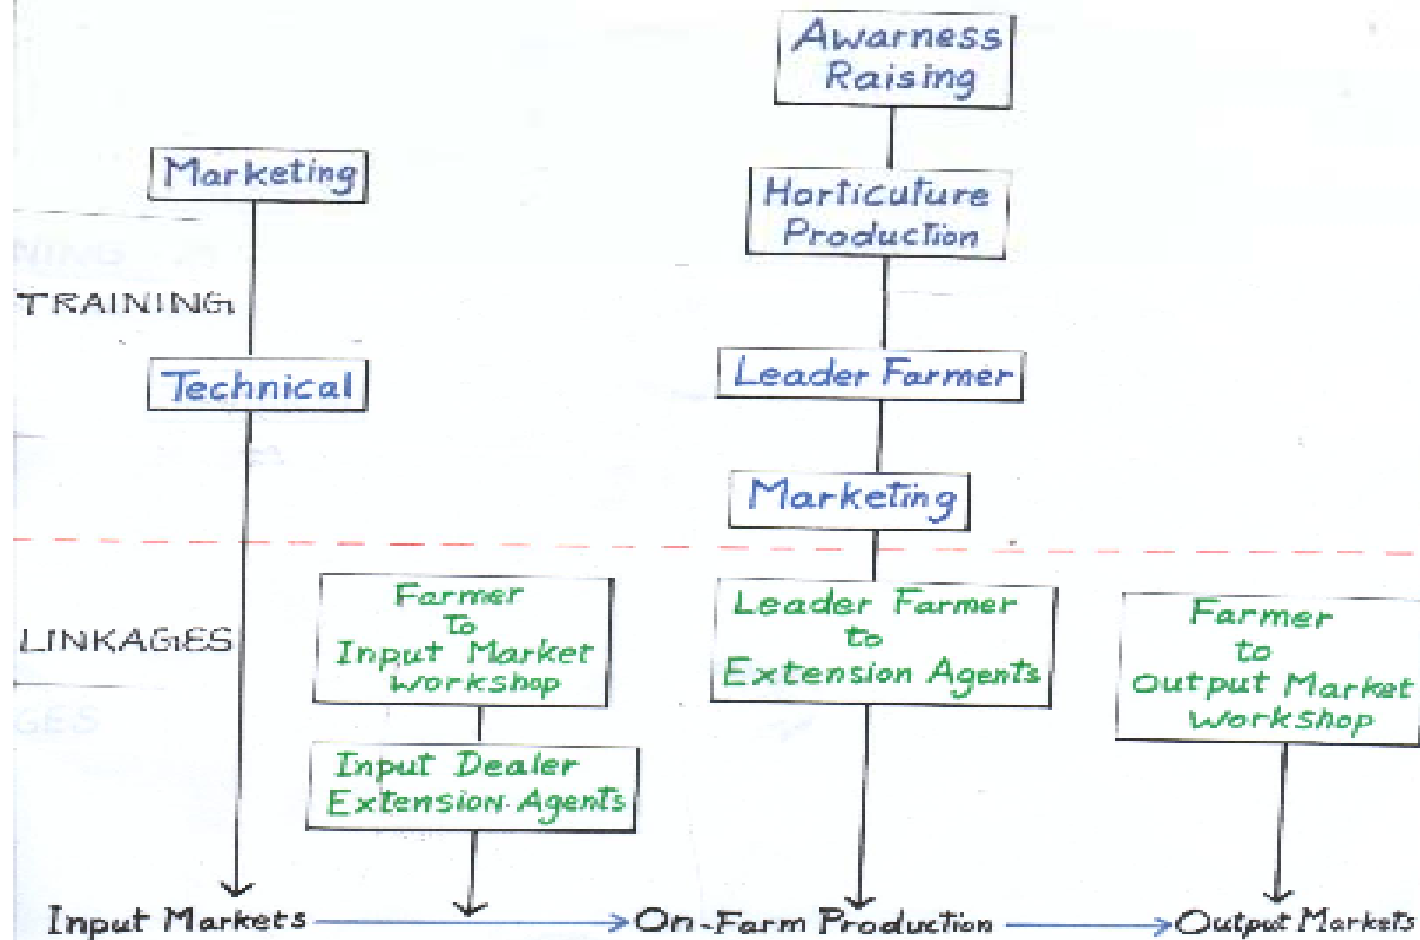 Awarness
Raising
Marketing
Horticuture
Production
TRAINING
Technical
Leader Farmer
Marketing
LINKAGES
Farmer
To
Input Market
Workshop
Leader Farmer
to
Extension Agents
Farmer
to
Output Market
Workshop
Input Dealer
Extension Agents
Input Markets
On-Farm Production
Output Markets